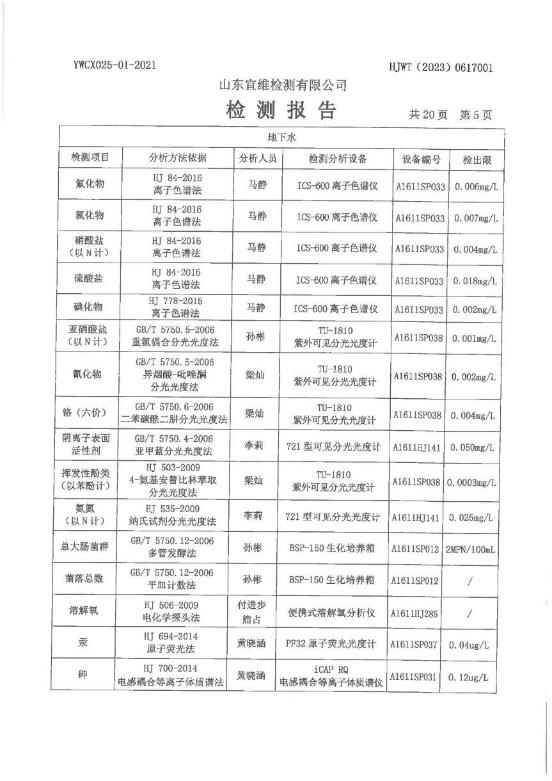 YWCX025-01-2021
HJWT（2023）0617001
山东宜维检测有限公司
检 测 报 告
共20页 第5页
地下水
检测项目 分析方法依据 分析人员 检测分析设备 设备编号 检出限
氟化物 HJ 84-2016 离子色谱法 马静 ICS-600离子色谱仪 A1611SP033 0.006mg/L
氯化物 HJ 84-2016 离子色谱法 马静 ICS-600离子色谱仪 A1611SP033 0.007mg/L
硝酸盐（以N计） HJ 84-2016 离子色谱法 马静 ICS-600离子色谱仪 A1611SP033 0.004mg/L
硫酸盐 HJ 84-2016 离子色谱法 马静 ICS-600离子色谱仪 A1611SP033 0.018mg/L
碘化物 HJ 778-2015 离子色谱法 马静 ICS-600离子色谱仪 A1611SP033 0.002mg/L
亚硝酸盐（以N计） GB/T 5750.5-2006 重氮偶合分光光度法 孙彬 TU-1810 紫外可见分光光度计 A1611SP038 0.001mg/L
氰化物 GB/T 5750.5-2006 异烟酸-吡唑酮分光光度法 梁灿 TU-1810 紫外可见分光光度计 A1611SP038 0.002mg/L
铬（六价） GB/T 5750.6-2006 二苯碳酰二肼分光光度法 梁灿 TU-1810 紫外可见分光光度计 A1611SP038 0.004mg/L
阴离子表面活性剂 GB/T 5750.4-2006 亚甲蓝分光光度法 李莉 721型可见分光光度计 A1611HJ141 0.050mg/L
挥发性酚类（以苯酚计） HJ 503-2009 4-氨基安替比林萃取分光光度法 梁灿 TU-1810 紫外可见分光光度计 A1611SP038 0.0003mg/L
氨氮（以N计） HJ 535-2009 纳氏试剂分光光度法 李莉 721型可见分光光度计 A1611HJ141 0.025mg/L
总大肠菌群 GB/T 5750.12-2006 多管发酵法 孙彬 BSP-150生化培养箱 A1611SP012 2MPN/100mL
菌落总数 GB/T 5750.12-2006 平皿计数法 孙彬 BSP-150生化培养箱 A1611SP012 /
溶解氧 HJ 506-2009 电化学探头法 付进步 熊占 便携式溶解氧分析仪 A1611HJ285 /
汞 HJ 694-2014 原子荧光法 黄晓涵 PF32原子荧光光度计 A1611SP037 0.04ug/L
砷 HJ 700-2014 电感耦合等离子体质谱法 黄晓涵 iCAP RQ 电感耦合等离子体质谱仪 A1611SP031 0.12ug/L